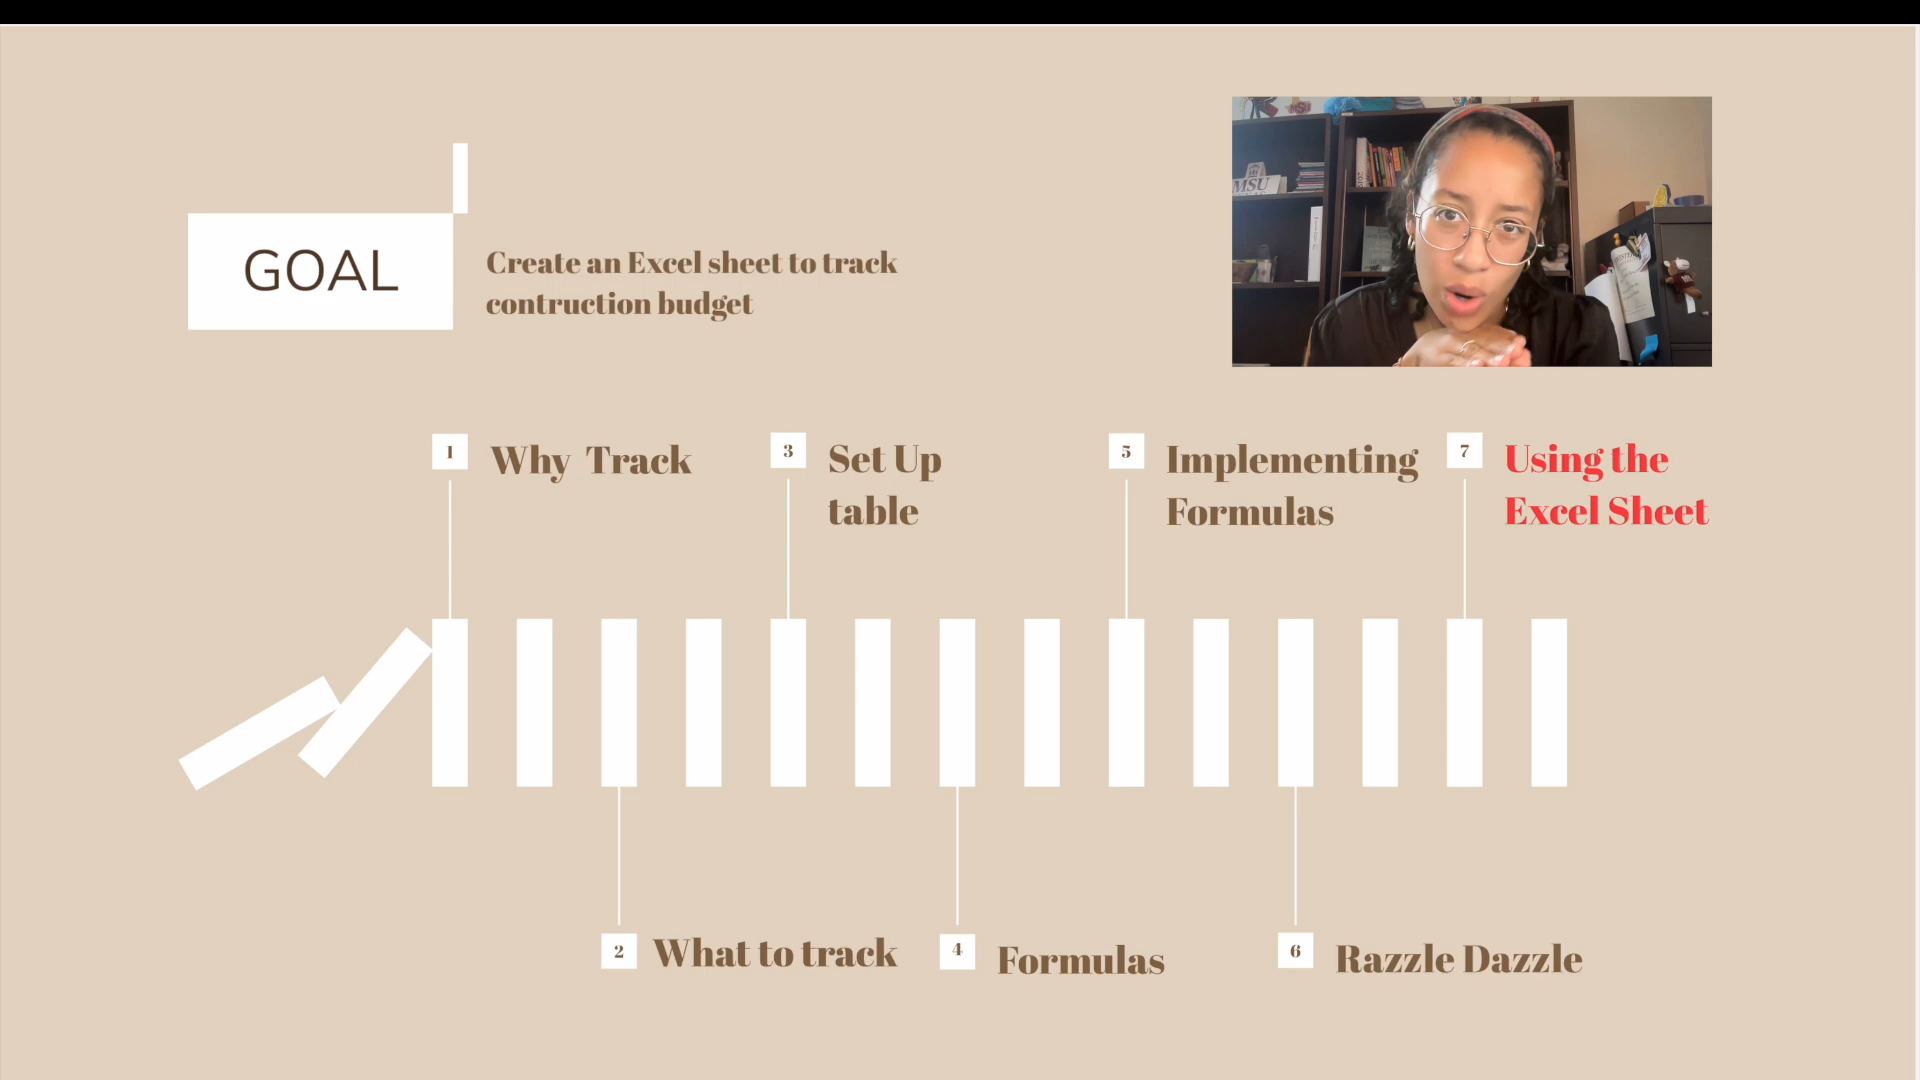 GOAL
Create an Excel sheet to track
contruction budget
MSU
MSU
1 Why Track
3 Set Up
table
5 Implementing
Formulas
7 Using the
Excel Sheet
2 What to track
4 Formulas
6 Razzle Dazzle